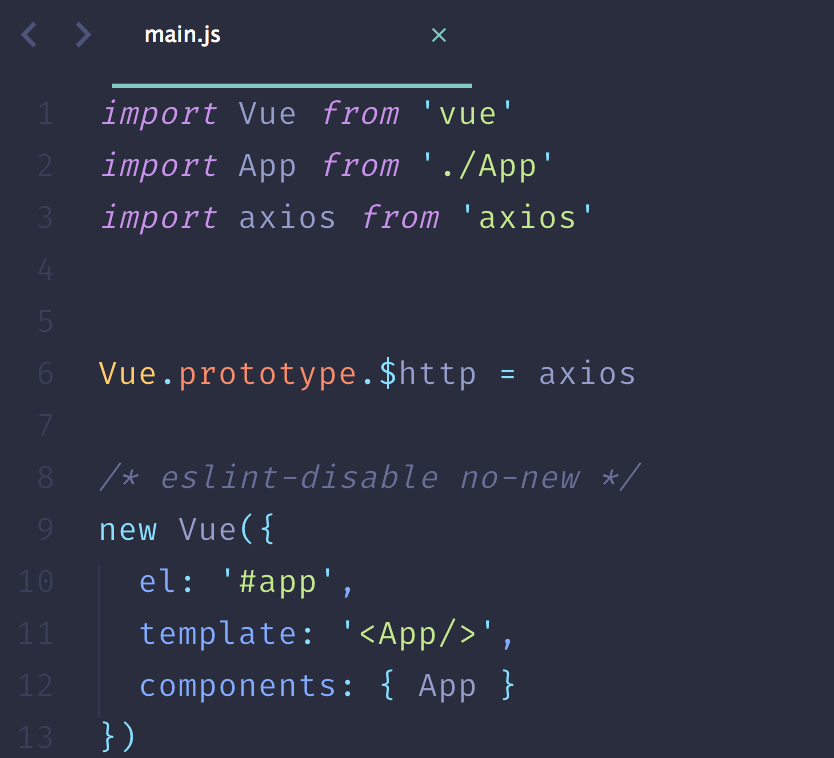 main.js ×
1 import Vue from 'vue'
2 import App from './App'
3 import axios from 'axios'
4
5
6 Vue.prototype.$http = axios
7
8 /* eslint-disable no-new */
9 new Vue({
10   el: '#app',
11   template: '<App/>',
12   components: { App }
13 })